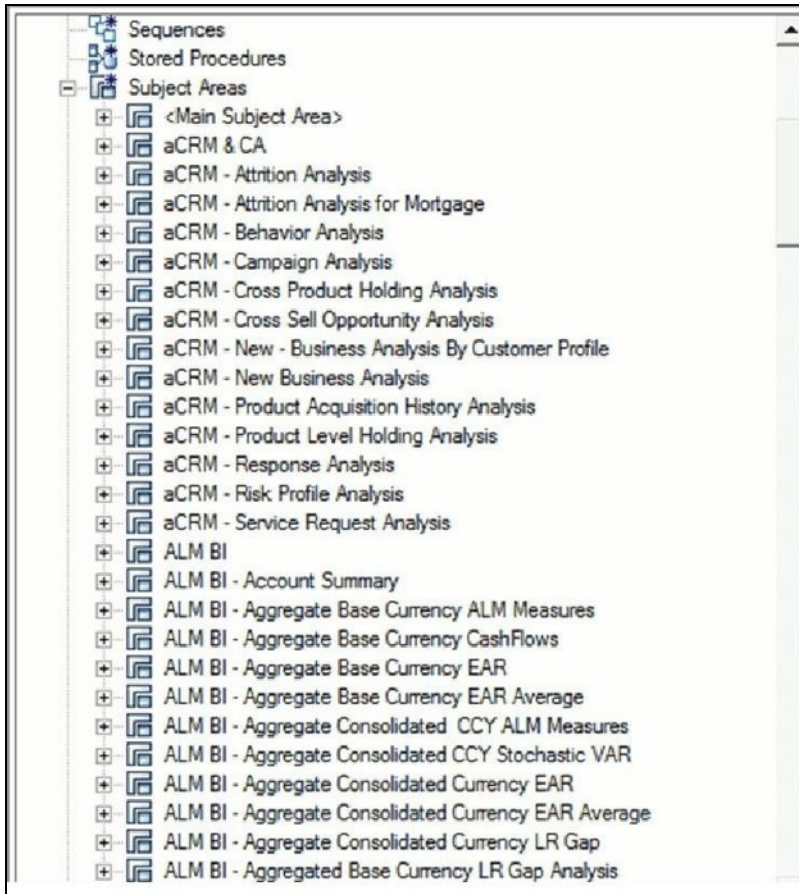 Sequences
Stored Procedures
Subject Areas
<Main Subject Area>
aCRM & CA
aCRM - Attrition Analysis
aCRM - Attrition Analysis for Mortgage
aCRM - Behavior Analysis
aCRM - Campaign Analysis
aCRM - Cross Product Holding Analysis
aCRM - Cross Sell Opportunity Analysis
aCRM - New - Business Analysis By Customer Profile
aCRM - New Business Analysis
aCRM - Product Acquisition History Analysis
aCRM - Product Level Holding Analysis
aCRM - Response Analysis
aCRM - Risk Profile Analysis
aCRM - Service Request Analysis
ALM BI
ALM BI - Account Summary
ALM BI - Aggregate Base Currency ALM Measures
ALM BI - Aggregate Base Currency CashFlows
ALM BI - Aggregate Base Currency EAR
ALM BI - Aggregate Base Currency EAR Average
ALM BI - Aggregate Consolidated CCY ALM Measures
ALM BI - Aggregate Consolidated CCY Stochastic VAR
ALM BI - Aggregate Consolidated Currency EAR
ALM BI - Aggregate Consolidated Currency EAR Average
ALM BI - Aggregate Consolidated Currency LR Gap
ALM BI - Aggregated Base Currency LR Gap Analysis